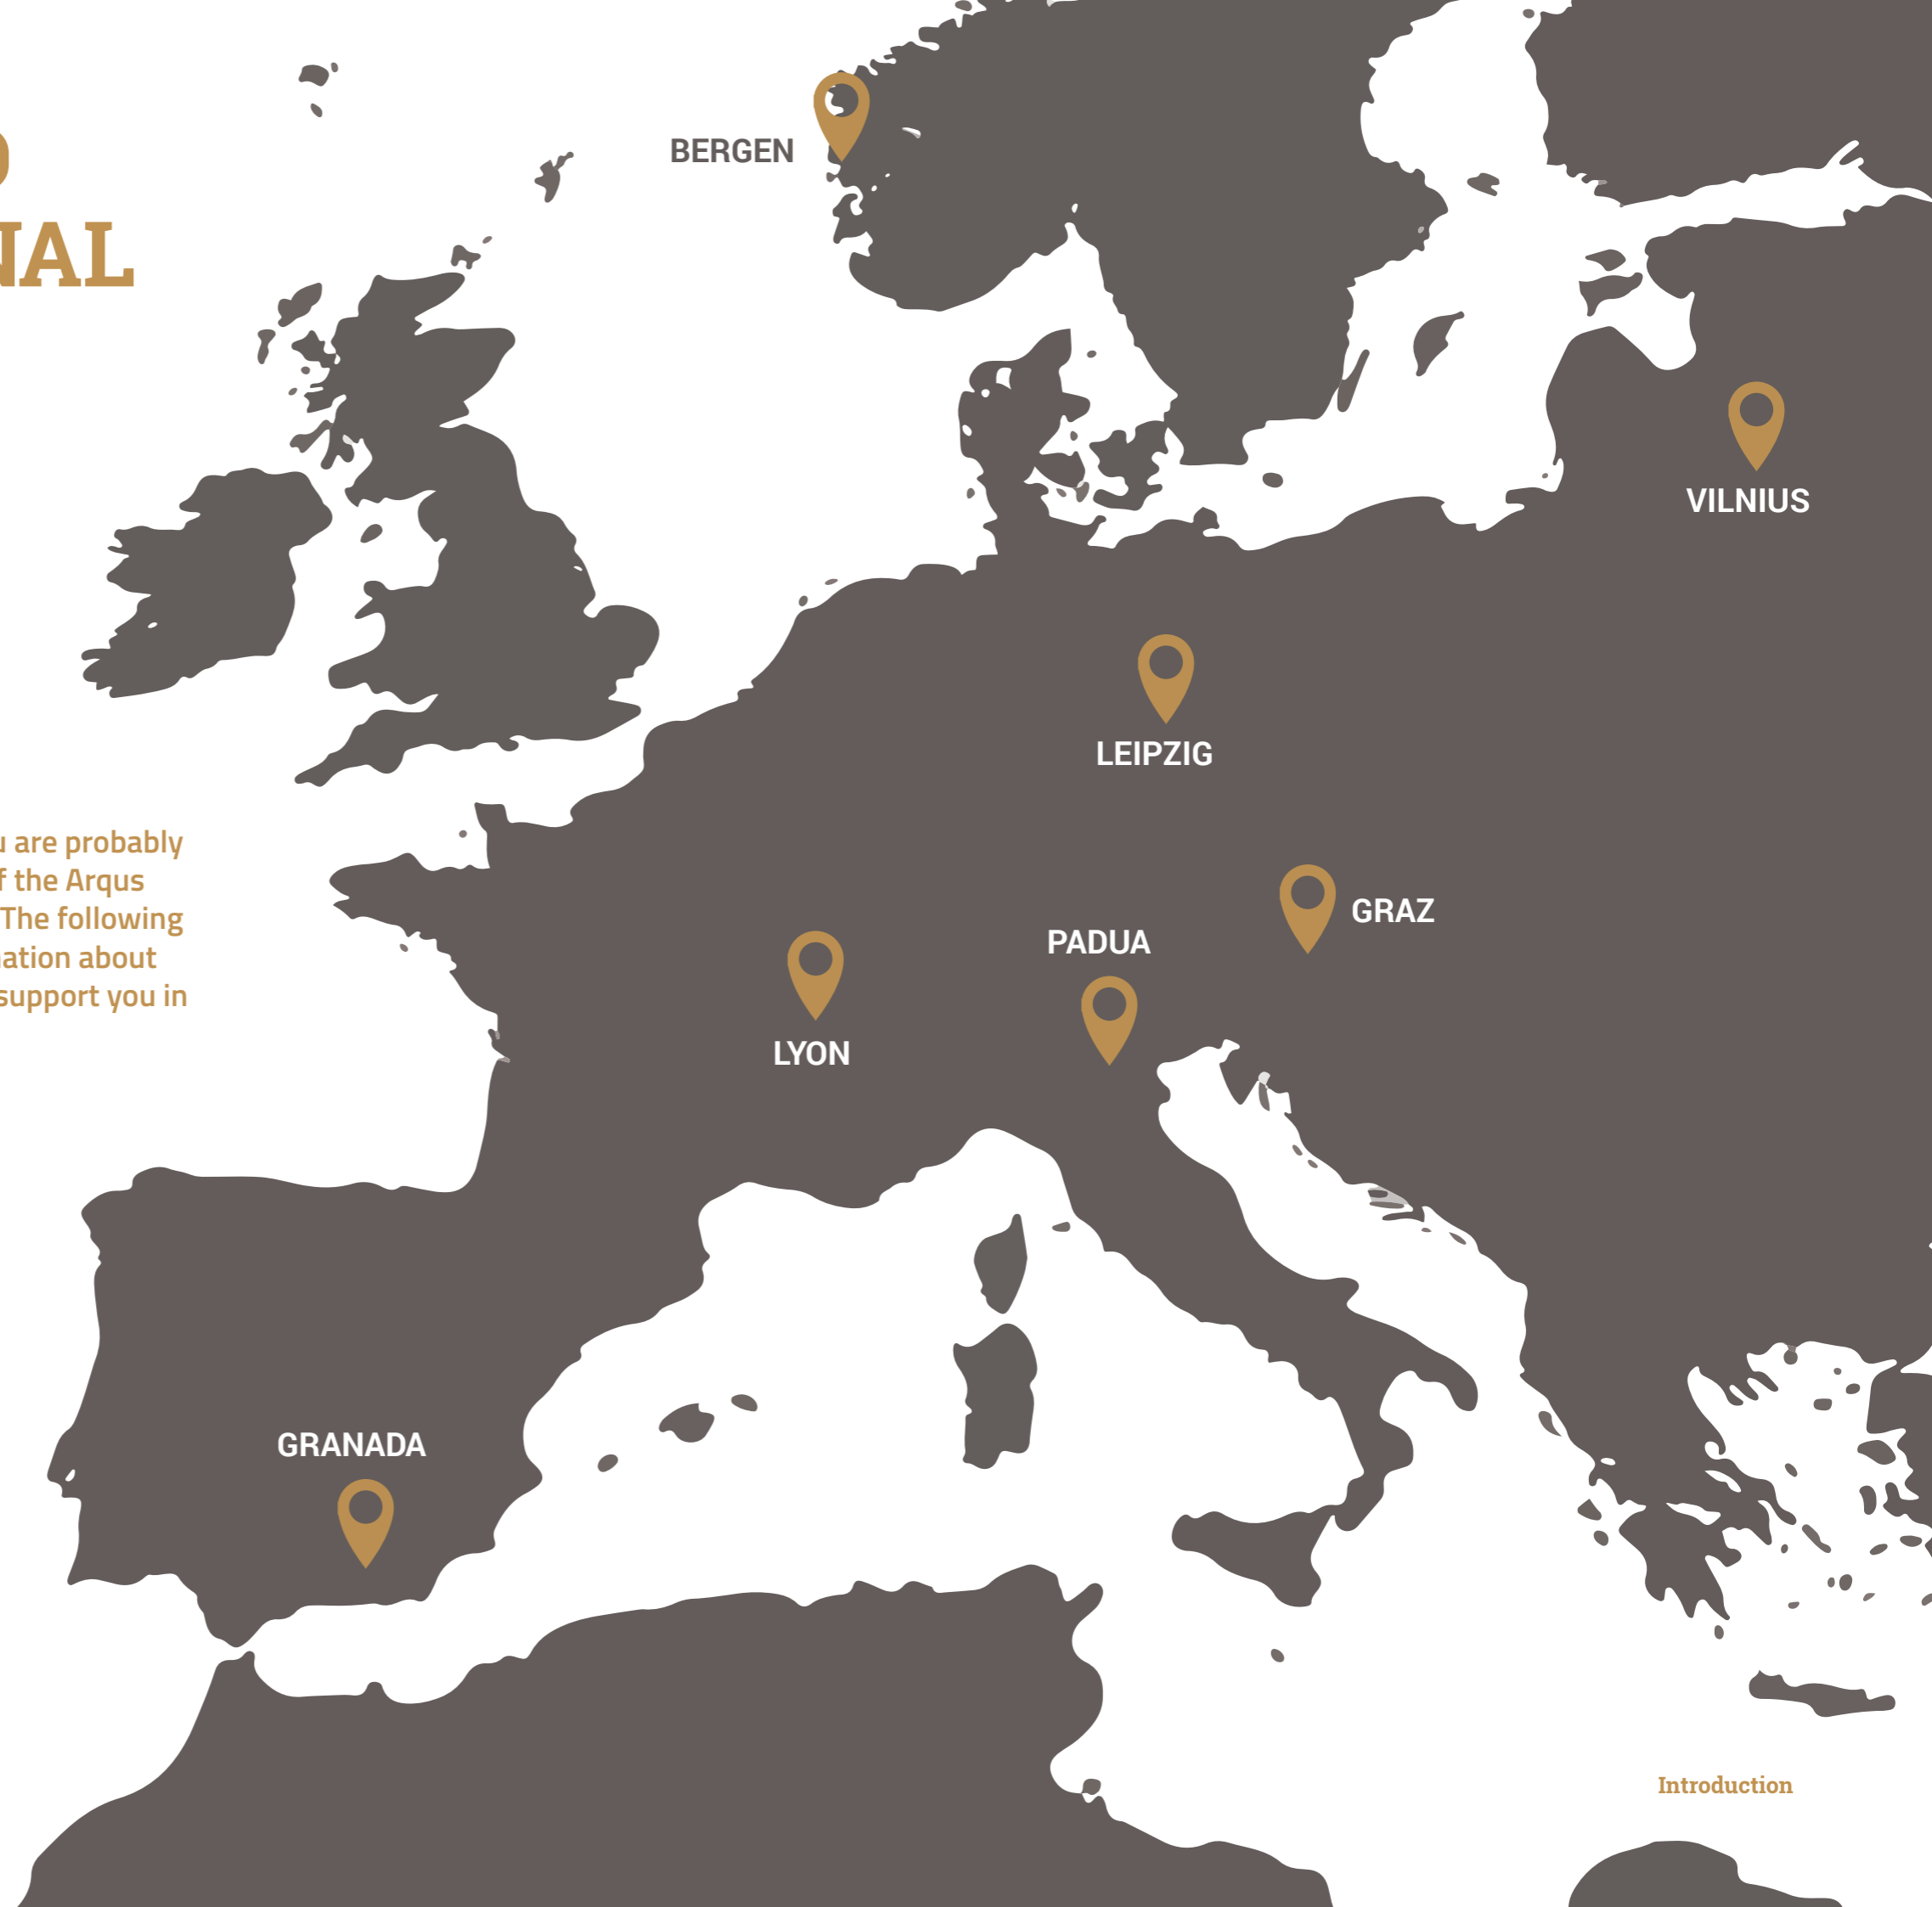 NAL
BERGEN
VILNIUS
LEIPZIG
are probably
the Arqus
The following
about
support you in
GRAZ
PADUA
LYON
GRANADA
Introduction